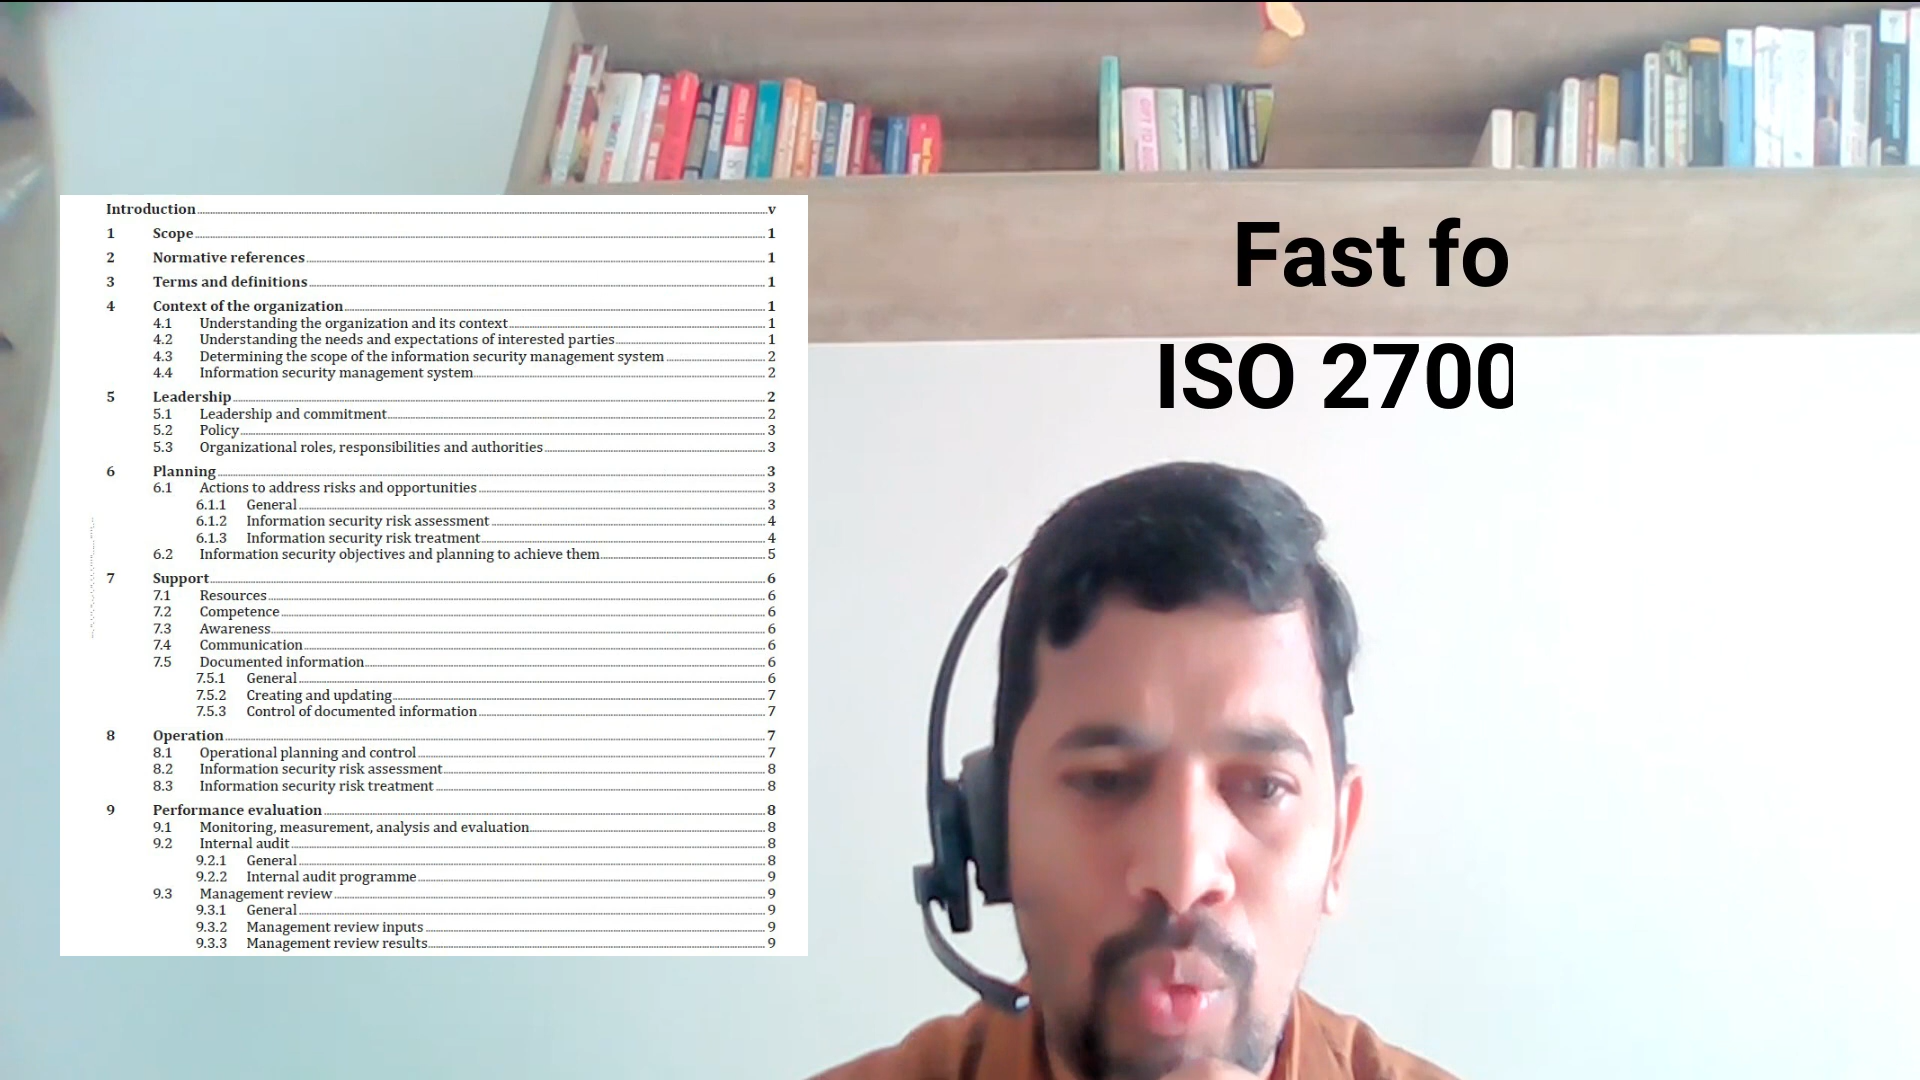 Introduction v
1 Scope 1
2 Normative references 1
3 Terms and definitions 1
4 Context of the organization 1
4.1 Understanding the organization and its context 1
4.2 Understanding the needs and expectations of interested parties 1
4.3 Determining the scope of the information security management system 2
4.4 Information security management system 2
5 Leadership 2
5.1 Leadership and commitment 2
5.2 Policy 3
5.3 Organizational roles, responsibilities and authorities 3
6 Planning 3
6.1 Actions to address risks and opportunities 3
6.1.1 General 3
6.1.2 Information security risk assessment 4
6.1.3 Information security risk treatment 4
6.2 Information security objectives and planning to achieve them 5
7 Support 6
7.1 Resources 6
7.2 Competence 6
7.3 Awareness 6
7.4 Communication 6
7.5 Documented information 6
7.5.1 General 6
7.5.2 Creating and updating 7
7.5.3 Control of documented information 7
8 Operation 7
8.1 Operational planning and control 7
8.2 Information security risk assessment 8
8.3 Information security risk treatment 8
9 Performance evaluation 8
9.1 Monitoring, measurement, analysis and evaluation 8
9.2 Internal audit 8
9.2.1 General 8
9.2.2 Internal audit programme 9
9.3 Management review 9
9.3.1 General 9
9.3.2 Management review inputs 9
9.3.3 Management review results 9
Fast fo
ISO 2700